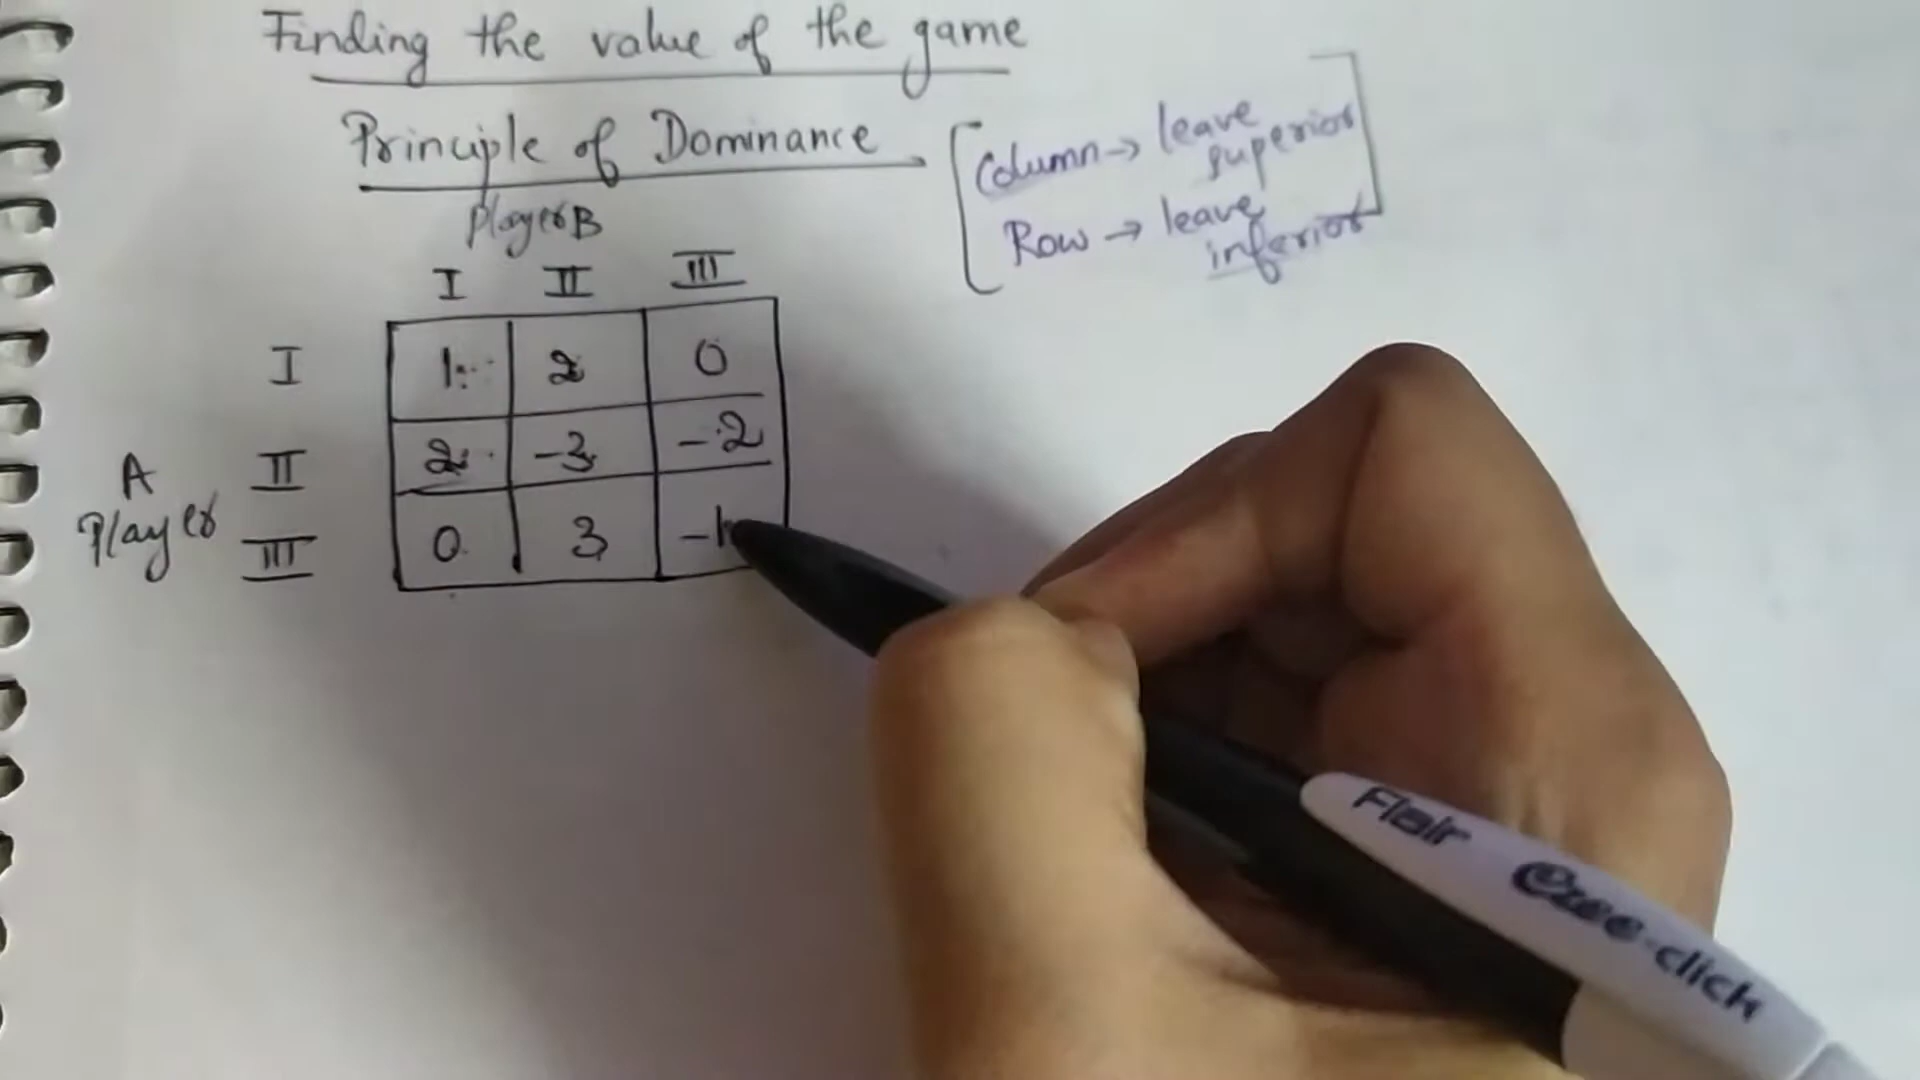 Finding the value of the game
Principle of Dominance
Column → leave superior
Row → leave inferior
Player B
I II III
I 1 2 0
II 2 -3 -2
III 0 3 -1
A Player
Flair Ezee-click